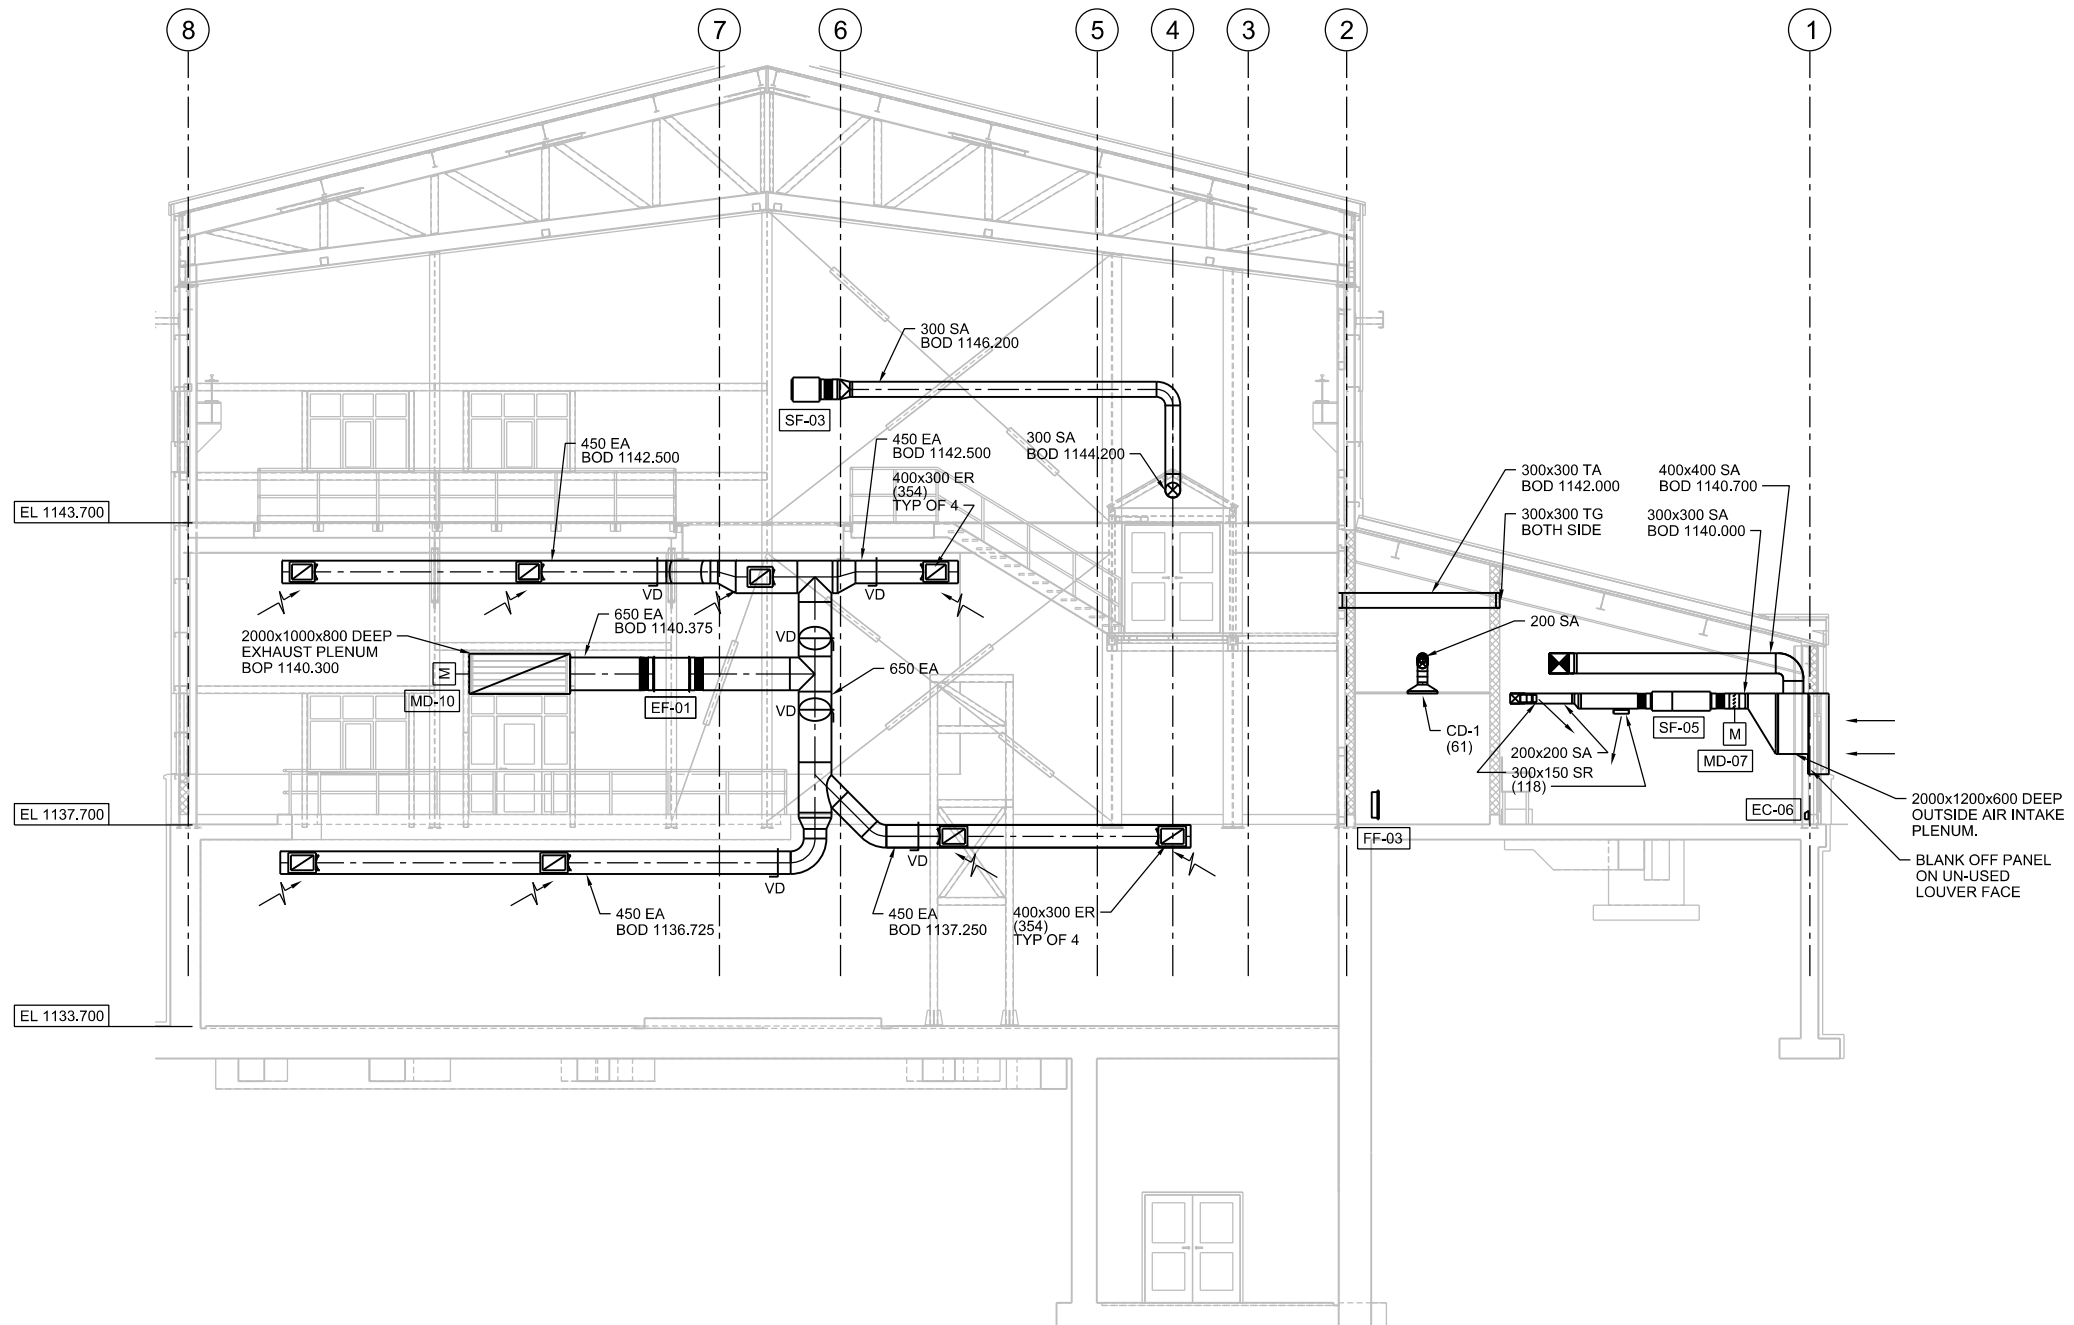 8
7
6
5
4
3
2
1
300 SA
BOD 1146.200
SF-03
450 EA
BOD 1142.500
450 EA
BOD 1142.500
400x300 ER
(354)
TYP OF 4
300 SA
BOD 1144.200
300x300 TA
BOD 1142.000
300x300 TG
BOTH SIDE
400x400 SA
BOD 1140.700
300x300 SA
BOD 1140.000
EL 1143.700
VD
VD
650 EA
BOD 1140.375
2000x1000x800 DEEP
EXHAUST PLENUM
BOP 1140.300
M
MD-10
EF-01
VD
650 EA
VD
200 SA
CD-1
(61)
200x200 SA
300x150 SR
(118)
SF-05
M
MD-07
EC-06
FF-03
2000x1200x600 DEEP
OUTSIDE AIR INTAKE
PLENUM.
BLANK OFF PANEL
ON UN-USED
LOUVER FACE
EL 1137.700
VD
VD
450 EA
BOD 1136.725
450 EA
BOD 1137.250
400x300 ER
(354)
TYP OF 4
EL 1133.700